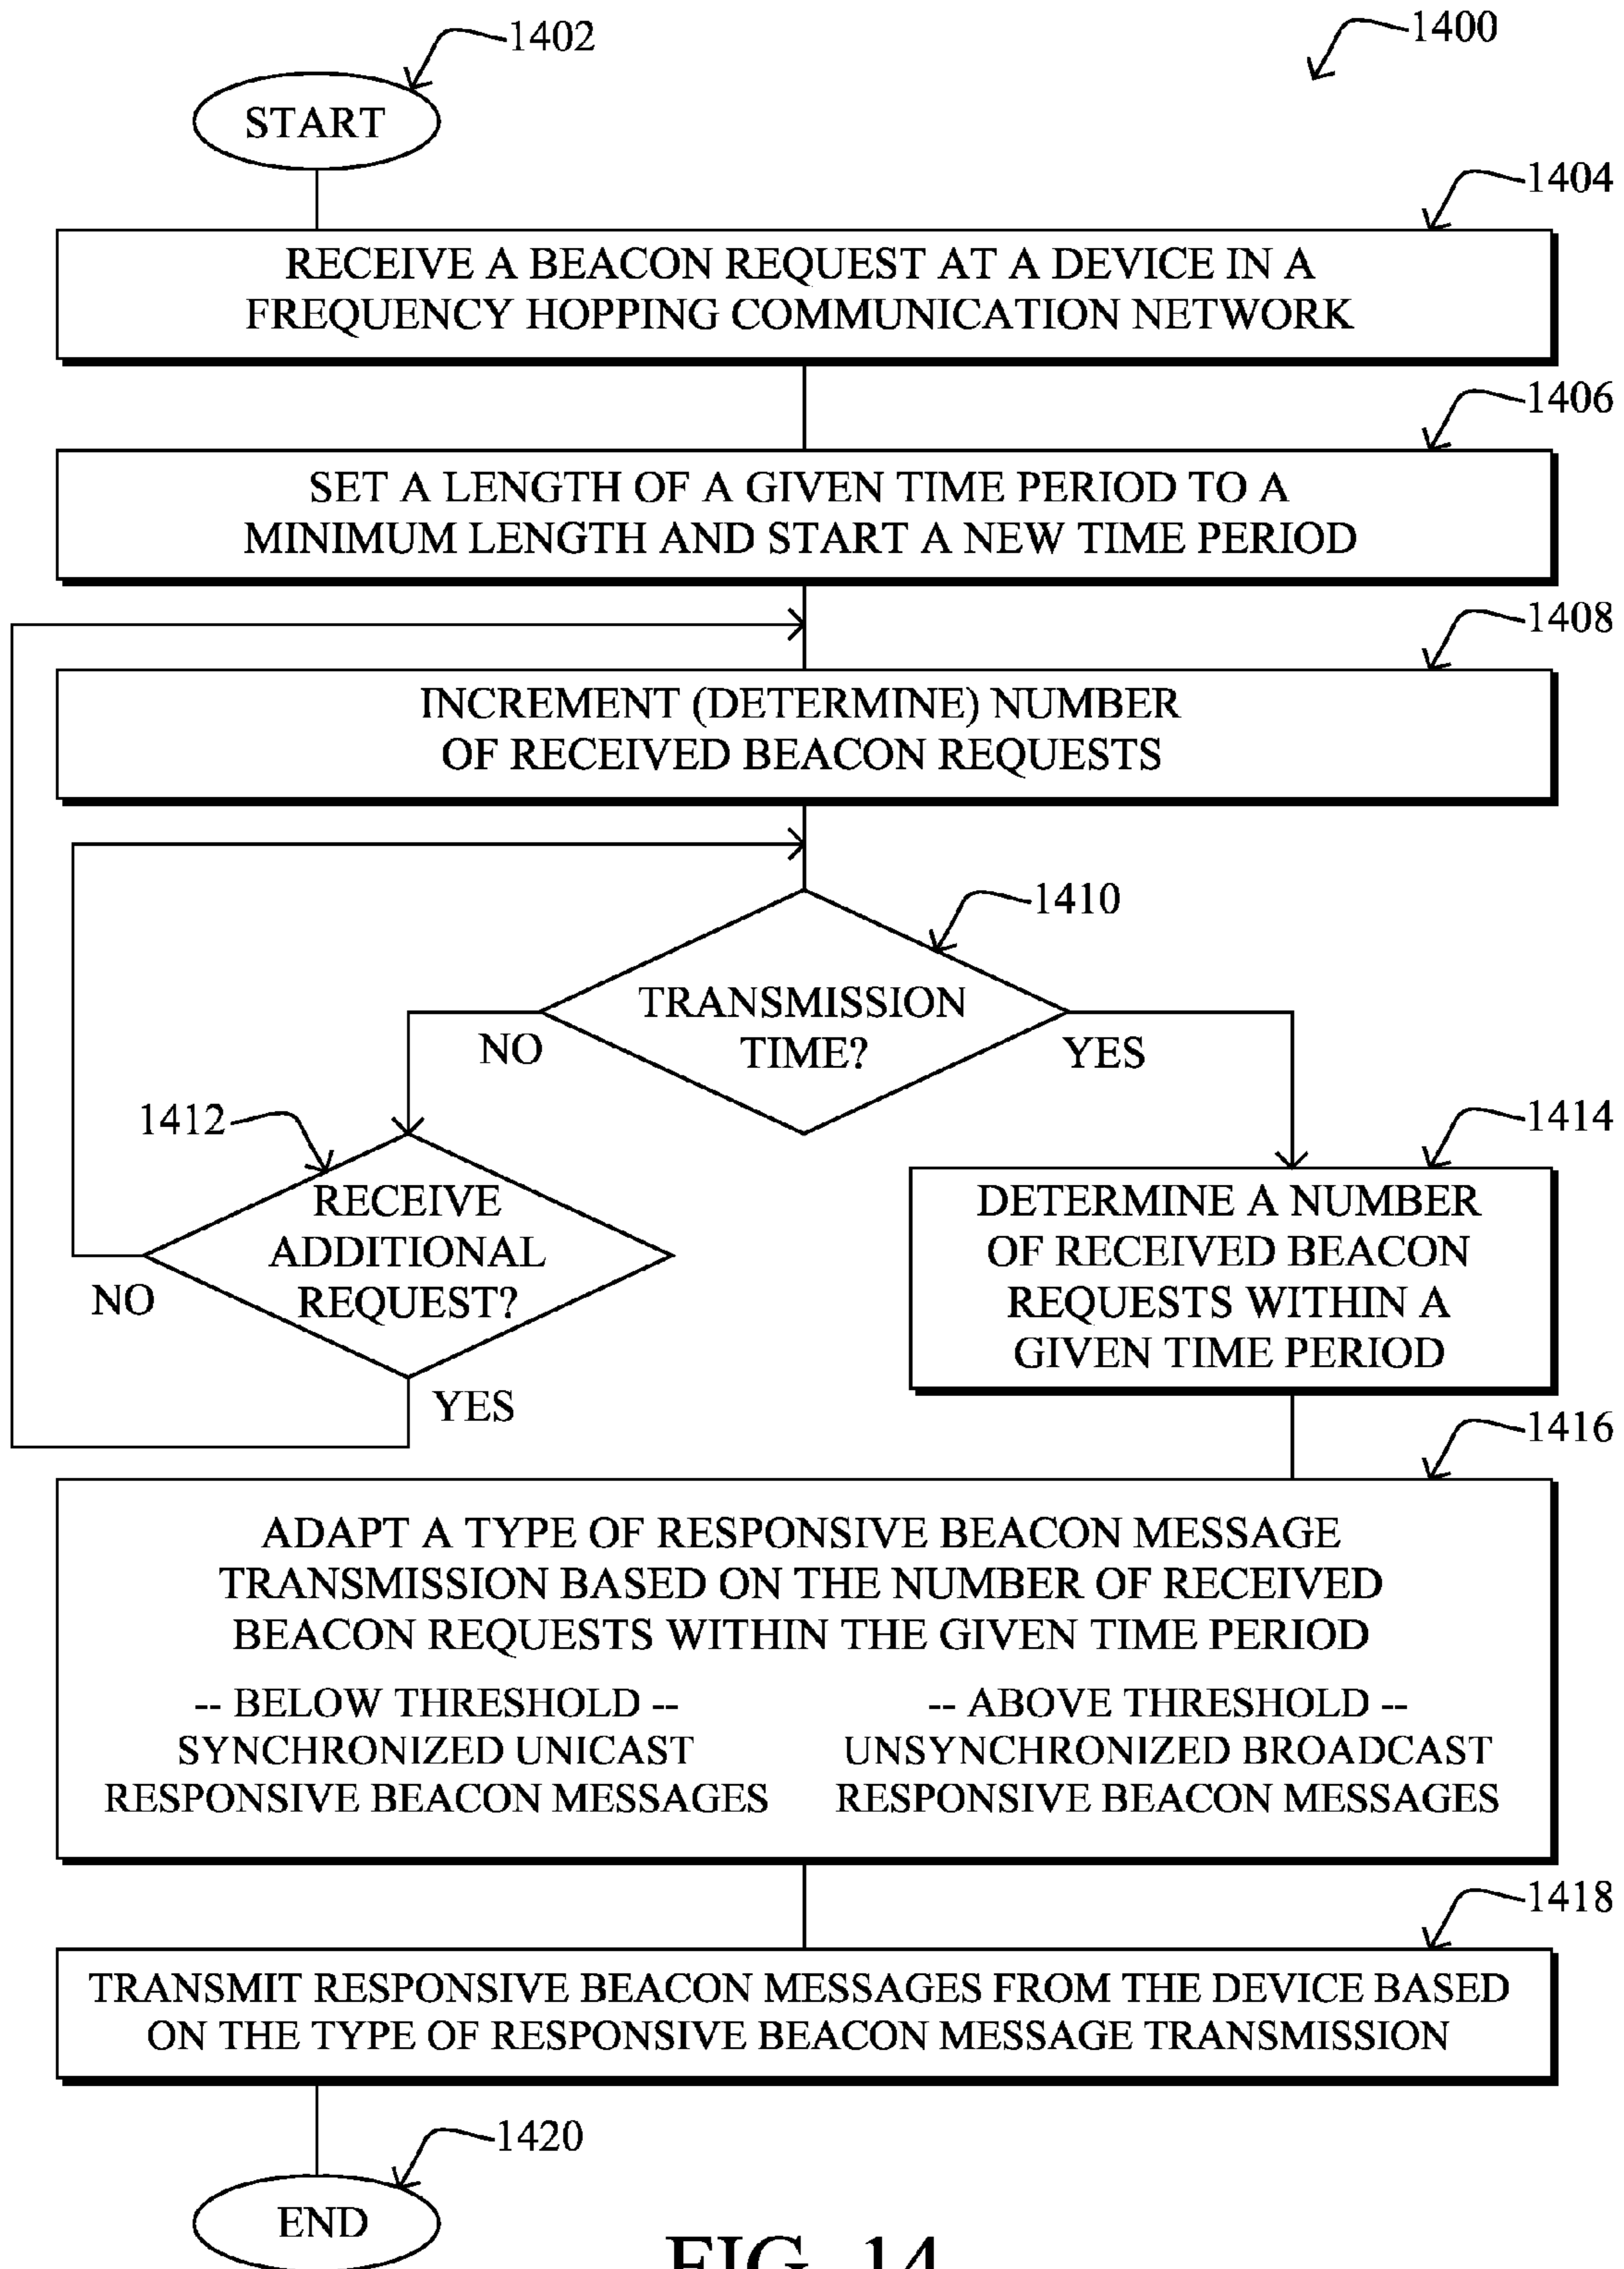 1402
1400
START
1404
RECEIVE A BEACON REQUEST AT A DEVICE IN A
FREQUENCY HOPPING COMMUNICATION NETWORK
1406
SET A LENGTH OF A GIVEN TIME PERIOD TO A
MINIMUM LENGTH AND START A NEW TIME PERIOD
1408
INCREMENT (DETERMINE) NUMBER
OF RECEIVED BEACON REQUESTS
1410
TRANSMISSION
TIME?
NO
YES
1412
RECEIVE
ADDITIONAL
REQUEST?
NO
YES
1414
DETERMINE A NUMBER
OF RECEIVED BEACON
REQUESTS WITHIN A
GIVEN TIME PERIOD
1416
ADAPT A TYPE OF RESPONSIVE BEACON MESSAGE
TRANSMISSION BASED ON THE NUMBER OF RECEIVED
BEACON REQUESTS WITHIN THE GIVEN TIME PERIOD
-- BELOW THRESHOLD --
SYNCHRONIZED UNICAST
RESPONSIVE BEACON MESSAGES
-- ABOVE THRESHOLD --
UNSYNCHRONIZED BROADCAST
RESPONSIVE BEACON MESSAGES
1418
TRANSMIT RESPONSIVE BEACON MESSAGES FROM THE DEVICE BASED
ON THE TYPE OF RESPONSIVE BEACON MESSAGE TRANSMISSION
1420
END
FIG. 14